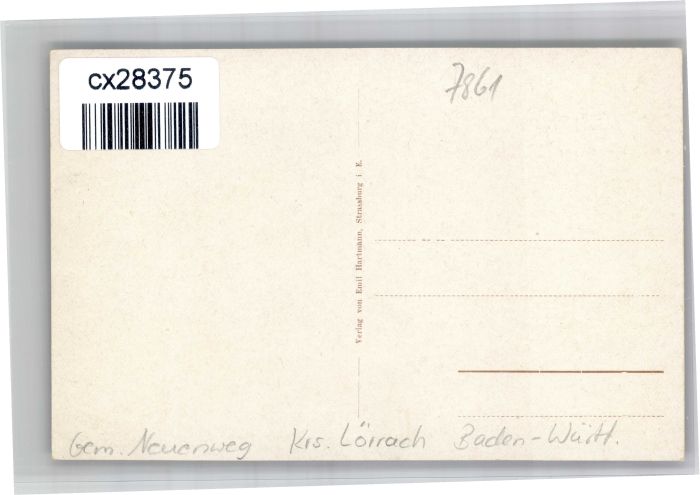 cx28375
7861
Verlag von Emil Hartmann, Strassburg i. E.
Gem. Neuenweg Krs. Lörrach Baden-Württ.